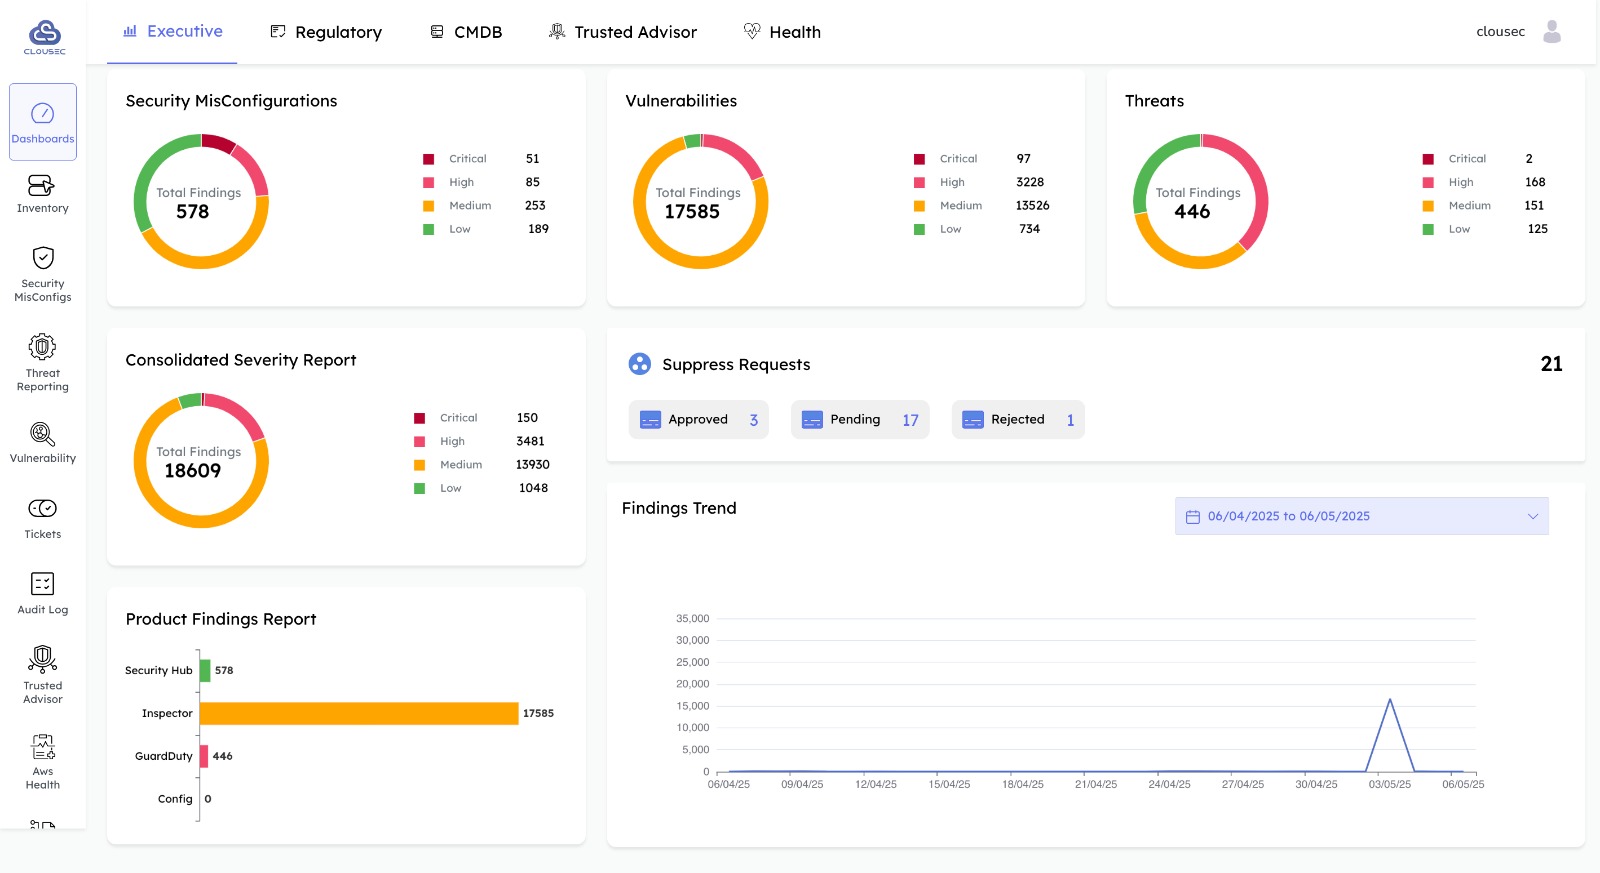 CLOUSEC
Executive
Regulatory
CMDB
Trusted Advisor
Health
clousec
Dashboards
Inventory
Security
MisConfigs
Threat
Reporting
Vulnerability
Tickets
Audit Log
Trusted
Advisor
Aws
Health
Security MisConfigurations
Total Findings
578
Critical 51
High 85
Medium 253
Low 189
Vulnerabilities
Total Findings
17585
Critical 97
High 3228
Medium 13526
Low 734
Threats
Total Findings
446
Critical 2
High 168
Medium 151
Low 125
Consolidated Severity Report
Total Findings
18609
Critical 150
High 3481
Medium 13930
Low 1048
Suppress Requests 21
Approved 3
Pending 17
Rejected 1
Product Findings Report
Security Hub 578
Inspector 17585
GuardDuty 446
Config 0
Findings Trend
06/04/2025 to 06/05/2025
35,000
30,000
25,000
20,000
15,000
10,000
5,000
0
06/04/25 09/04/25 12/04/25 15/04/25 18/04/25 21/04/25 24/04/25 27/04/25 30/04/25 03/05/25 06/05/25